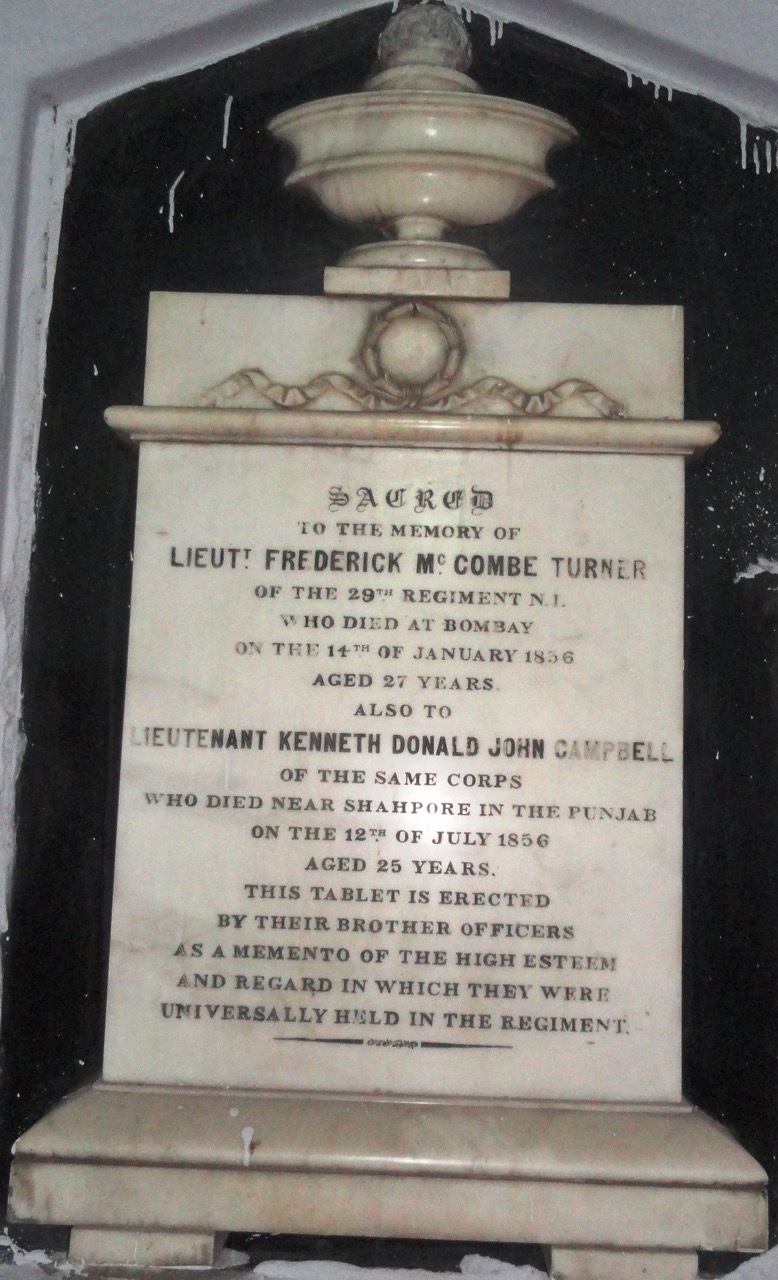 SACRED
TO THE MEMORY OF
LIEUTT FREDERICK Mc COMBE TURNER
OF THE 29TH REGIMENT N.I.
WHO DIED AT BOMBAY
ON THE 14TH OF JANUARY 1856
AGED 27 YEARS.
ALSO TO
LIEUTENANT KENNETH DONALD JOHN CAMPBELL
OF THE SAME CORPS
WHO DIED NEAR SHAHPORE IN THE PUNJAB
ON THE 12TH OF JULY 1856
AGED 25 YEARS.
THIS TABLET IS ERECTED
BY THEIR BROTHER OFFICERS
AS A MEMENTO OF THE HIGH ESTEEM
AND REGARD IN WHICH THEY WERE
UNIVERSALLY HELD IN THE REGIMENT.